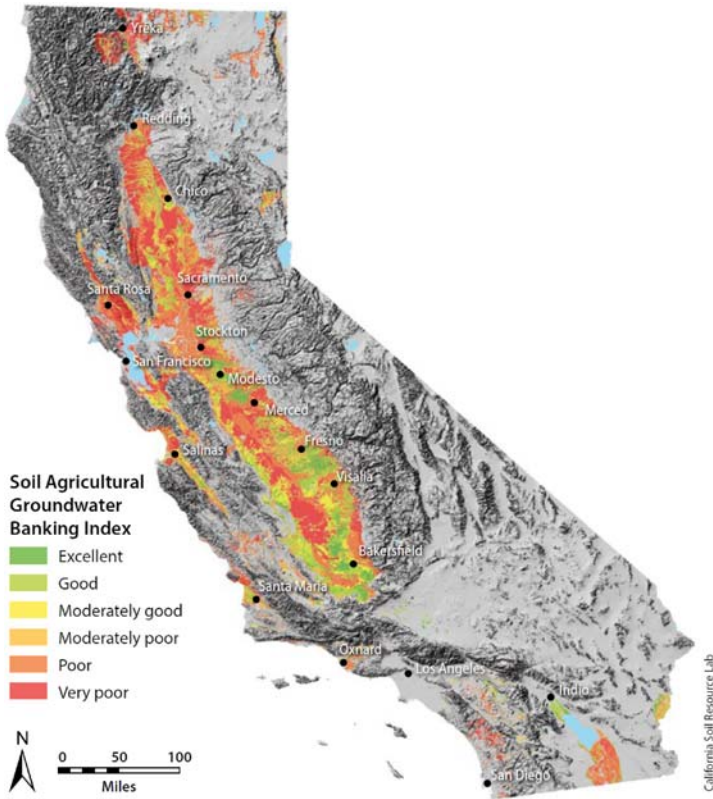 Yreka
Redding
Chico
Sacramento
Santa Rosa
Stockton
San Francisco
Modesto
Merced
Fresno
Salinas
Visalia
Soil Agricultural
Groundwater
Banking Index
Excellent
Good
Moderately good
Moderately poor
Poor
Very poor
Bakersfield
Santa Maria
Oxnard
Los Angeles
Indio
San Diego
N
0 50 100
Miles
California Soil Resource Lab